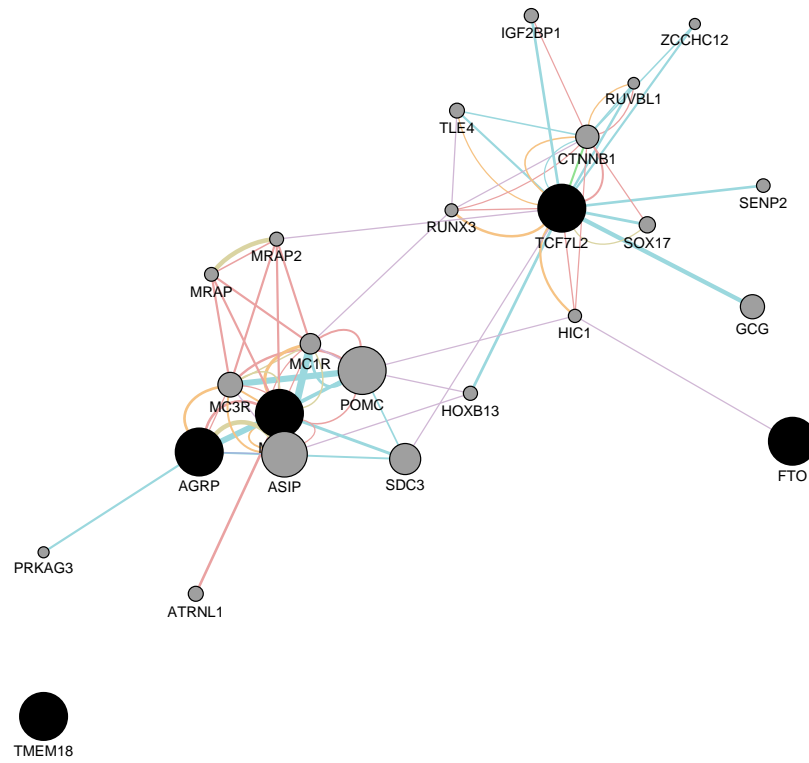 IGF2BP1
ZCCHC12
RUVBL1
TLE4
CTNNB1
SENP2
RUNX3
TCF7L2
SOX17
MRAP2
MRAP
GCG
HIC1
MC1R
POMC
MC3R
HOXB13
AGRP
ASIP
SDC3
FTO
PRKAG3
ATRNL1
TMEM18